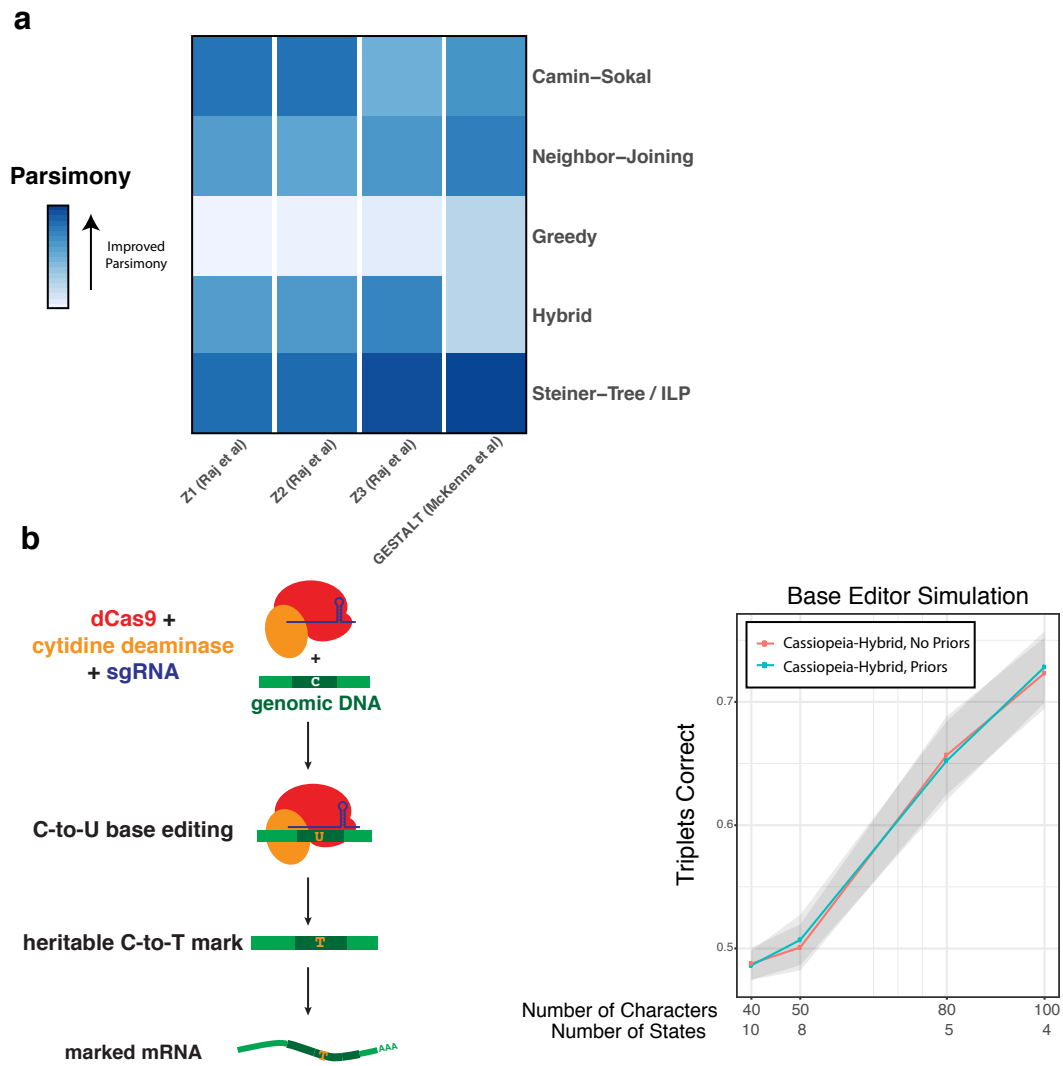 a
Camin–Sokal
Neighbor–Joining
Parsimony
Improved
Parsimony
Greedy
Hybrid
Steiner–Tree / ILP
Z1 (Raj et al)
Z2 (Raj et al)
Z3 (Raj et al)
GESTALT (McKenna et al)
b
dCas9 +
cytidine deaminase
+ sgRNA
+
C
genomic DNA
C-to-U base editing
U
heritable C-to-T mark
T
marked mRNA
T
AAA
Base Editor Simulation
Cassiopeia-Hybrid, No Priors
Cassiopeia-Hybrid, Priors
Triplets Correct
0.7
0.6
0.5
40 50 80 100
Number of Characters
10 8 5 4
Number of States